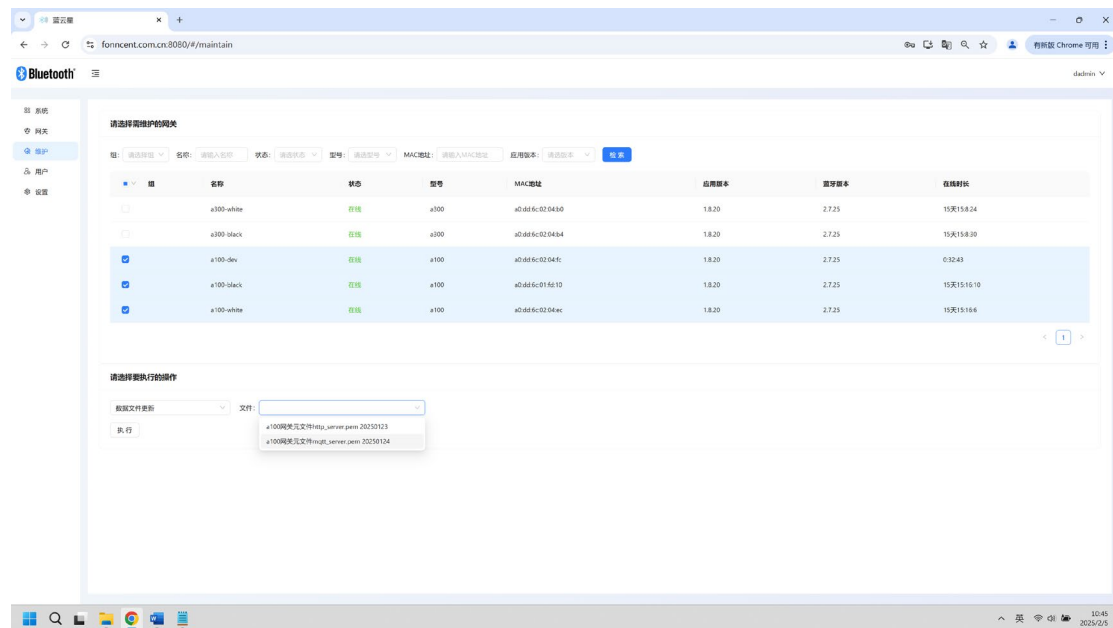 蓝云星
fonncent.com.cn:8080/#/maintain
有新版 Chrome 可用
Bluetooth
dadmin
系统
网关
维护
用户
设置
请选择需维护的网关
组: 请选择组 名称: 请输入名称 状态: 请选择状态 型号: 请选型号 MAC地址: 请输入MAC地址 应用版本: 请选版本 检 索
组 名称 状态 型号 MAC地址 应用版本 蓝牙版本 在线时长
a300-white 在线 a300 a0:dd:6c:02:04:b0 1.8.20 2.7.25 15天15:8:24
a300-black 在线 a300 a0:dd:6c:02:04:b4 1.8.20 2.7.25 15天15:8:30
a100-dev 在线 a100 a0:dd:6c:02:04:fc 1.8.20 2.7.25 0:32:43
a100-black 在线 a100 a0:dd:6c:01:fd:10 1.8.20 2.7.25 15天15:16:10
a100-white 在线 a100 a0:dd:6c:02:04:ec 1.8.20 2.7.25 15天15:16:6
1
请选择要执行的操作
数据文件更新 文件:
执 行
a100网关元文件http_server.pem 20250123
a100网关元文件mqtt_server.pem 20250124
英
10:45
2025/2/5